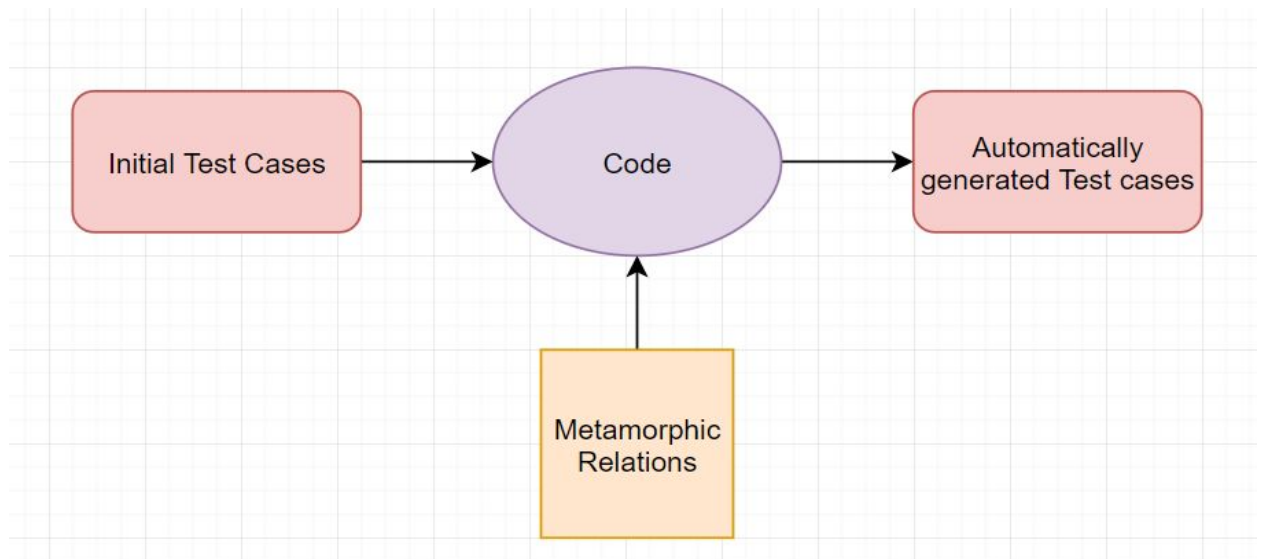 Initial Test Cases
Code
Automatically
generated Test cases
Metamorphic
Relations